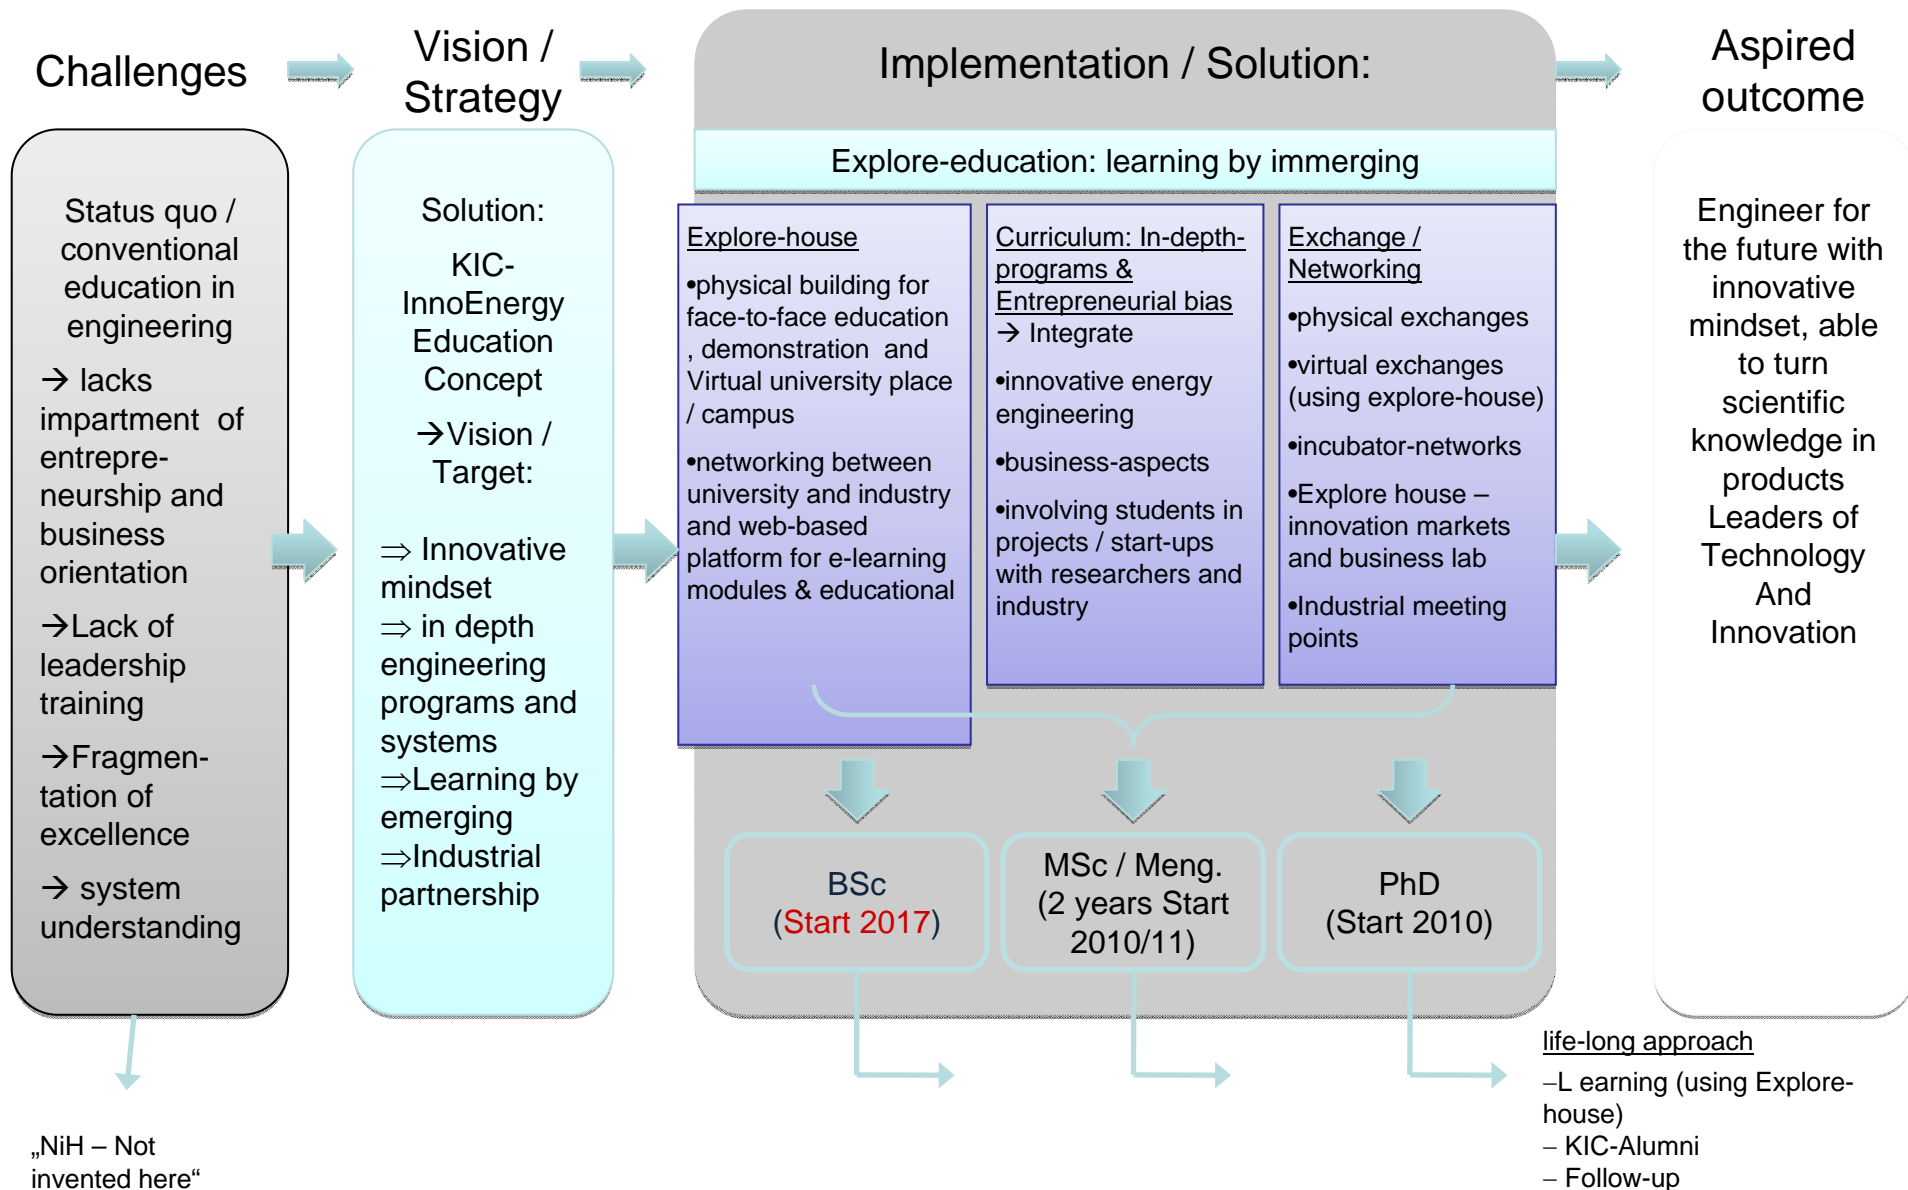 Challenges
Vision /
Strategy
Implementation / Solution:
Aspired
outcome
Status quo /
conventional
education in
engineering
→ lacks
impartment of
entrepre-
neurship and
business
orientation
→Lack of
leadership
training
→Fragmen-
tation of
excellence
→ system
understanding
„NiH – Not
invented here“
Solution:
KIC-
InnoEnergy
Education
Concept
→Vision /
Target:
⇒ Innovative
mindset
⇒ in depth
engineering
programs and
systems
⇒Learning by
emerging
⇒Industrial
partnership
Explore-education: learning by immerging
Explore-house
•physical building for
face-to-face education
, demonstration and
Virtual university place
/ campus
•networking between
university and industry
and web-based
platform for e-learning
modules & educational
Curriculum: In-depth-
programs &
Entrepreneurial bias
→ Integrate
•innovative energy
engineering
•business-aspects
•involving students in
projects / start-ups
with researchers and
industry
Exchange /
Networking
•physical exchanges
•virtual exchanges
(using explore-house)
•incubator-networks
•Explore house –
innovation markets
and business lab
•Industrial meeting
points
BSc
(Start 2017)
MSc / Meng.
(2 years Start
2010/11)
PhD
(Start 2010)
Engineer for
the future with
innovative
mindset, able
to turn
scientific
knowledge in
products
Leaders of
Technology
And
Innovation
life-long approach
–L earning (using Explore-
house)
– KIC-Alumni
– Follow-up